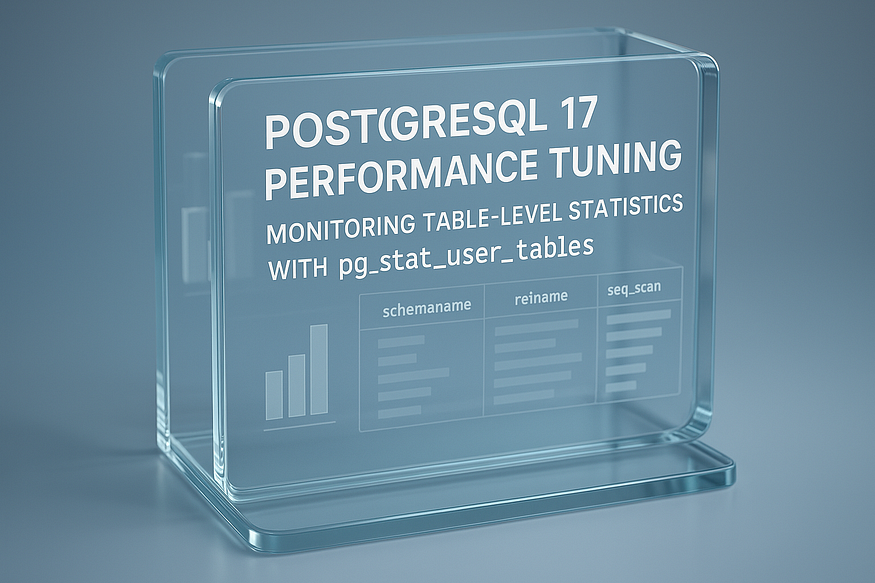 POST(GRESQL 17
PERFORMANCE TUNING
MONITORING TABLE-LEVEL STATISTICS
WITH pg_stat_user_tables
schemaname reiname seq_scan